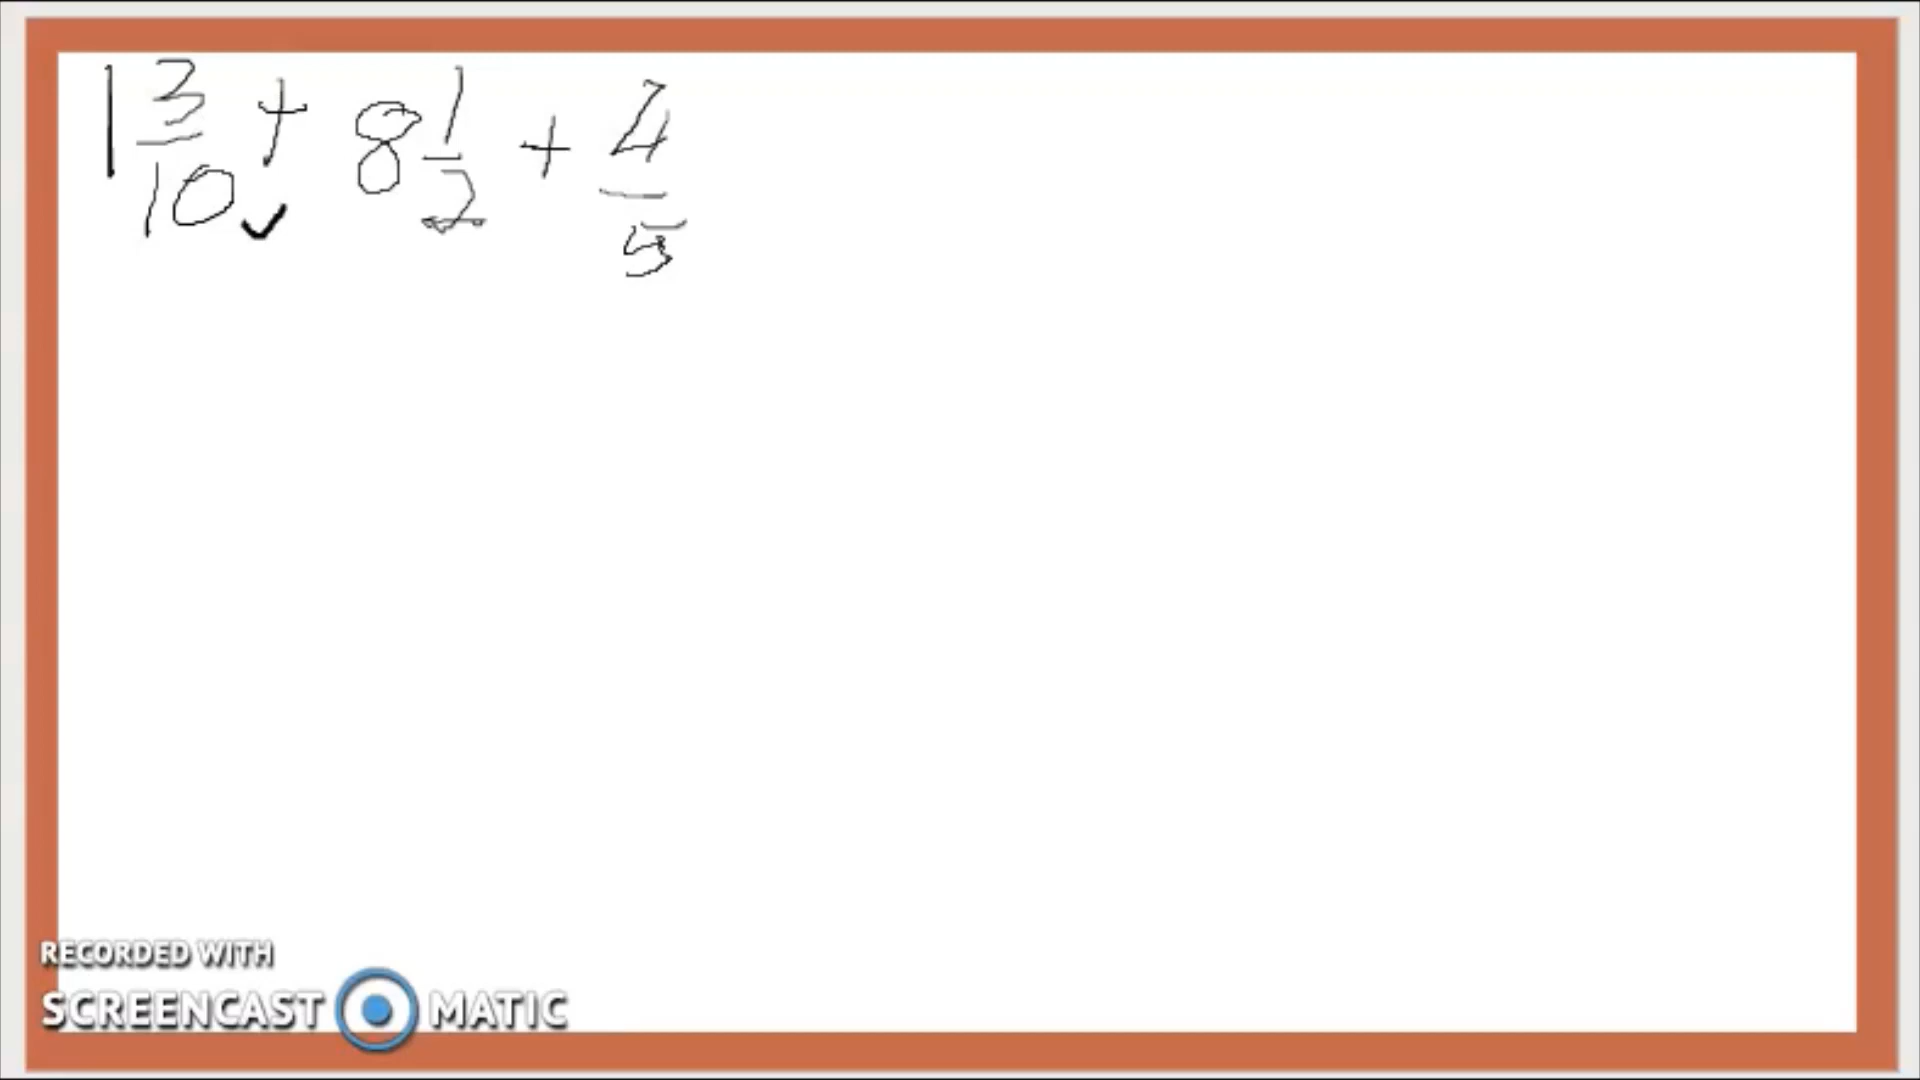 1 3/10 + 8 1/2 + 4/5
RECORDED WITH
SCREENCAST MATIC